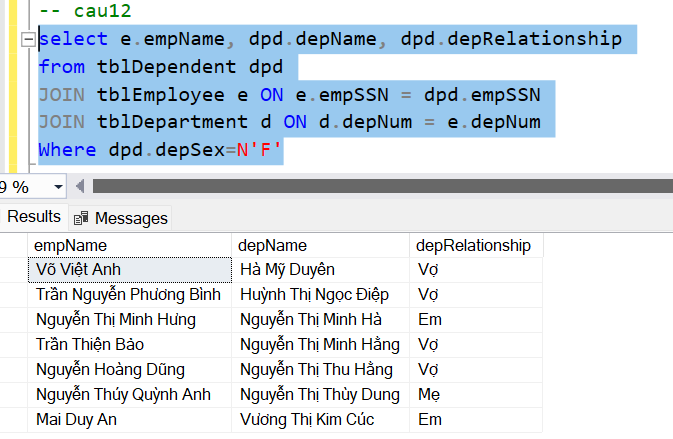 -- cau12
select e.empName, dpd.depName, dpd.depRelationship
from tblDependent dpd
JOIN tblEmployee e ON e.empSSN = dpd.empSSN
JOIN tblDepartment d ON d.depNum = e.depNum
Where dpd.depSex=N'F'
9 %
Results Messages
empName depName depRelationship
Võ Việt Anh Hà Mỹ Duyên Vợ
Trần Nguyễn Phương Bình Huỳnh Thị Ngọc Điệp Vợ
Nguyễn Thị Minh Hưng Nguyễn Thị Minh Hà Em
Trần Thiện Bảo Nguyễn Thị Minh Hằng Vợ
Nguyễn Hoàng Dũng Nguyễn Thị Thu Hằng Vợ
Nguyễn Thúy Quỳnh Anh Nguyễn Thị Thùy Dung Mẹ
Mai Duy An Vương Thị Kim Cúc Em